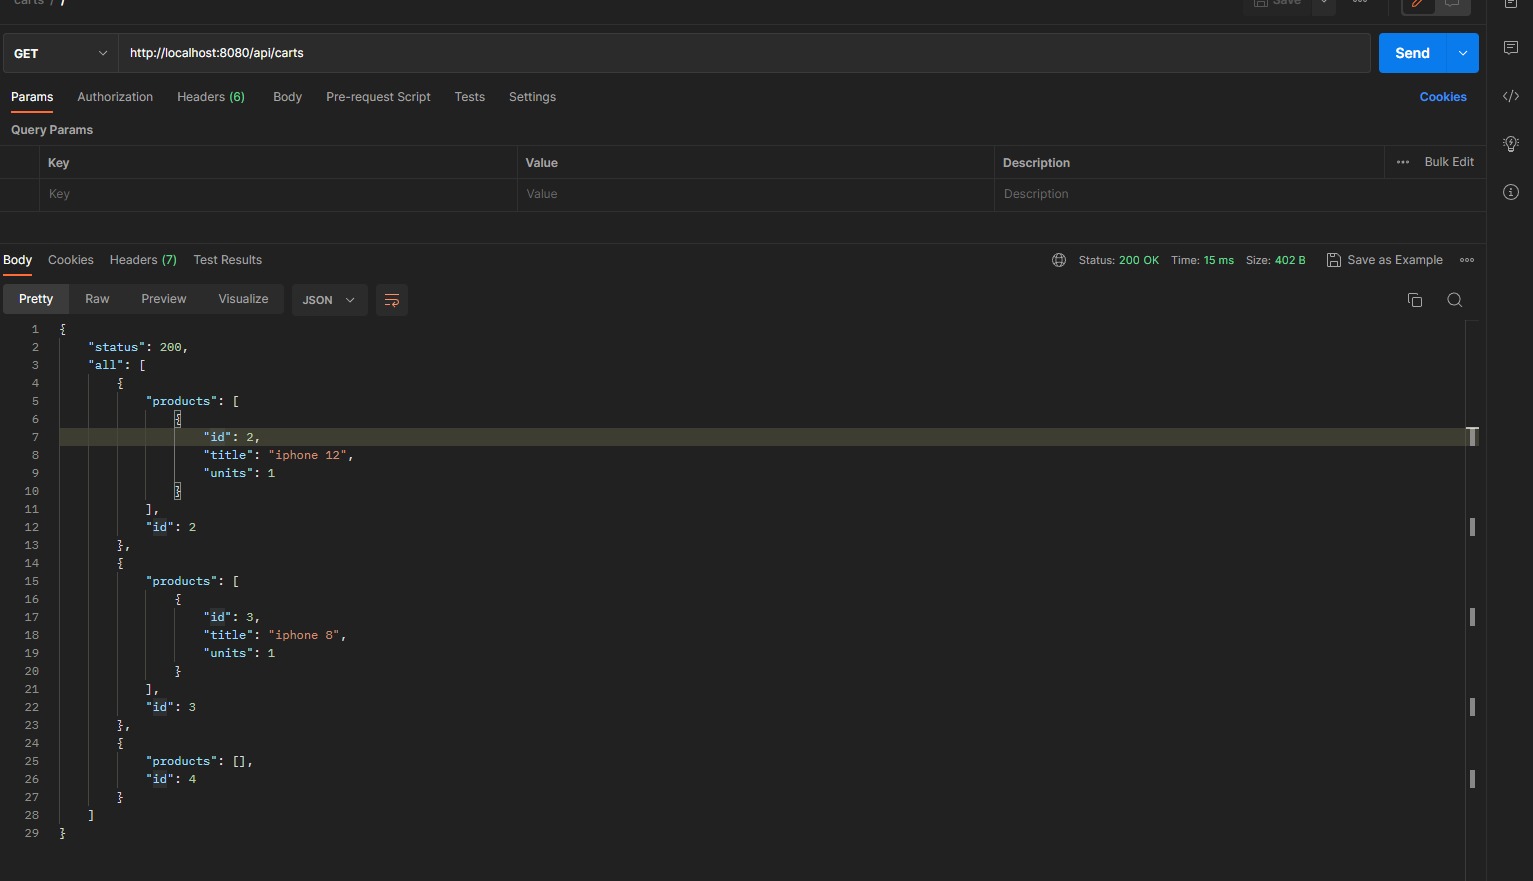 carts / /
Save
GET
http://localhost:8080/api/carts
Send
Params Authorization Headers (6) Body Pre-request Script Tests Settings Cookies
Query Params
Key Value Description Bulk Edit
Key Value Description
Body Cookies Headers (7) Test Results Status: 200 OK Time: 15 ms Size: 402 B Save as Example
Pretty Raw Preview Visualize JSON
1 {
2 "status": 200,
3 "all": [
4 {
5 "products": [
6 {
7 "id": 2,
8 "title": "iphone 12",
9 "units": 1
10 }
11 ],
12 "id": 2
13 },
14 {
15 "products": [
16 {
17 "id": 3,
18 "title": "iphone 8",
19 "units": 1
20 }
21 ],
22 "id": 3
23 },
24 {
25 "products": [],
26 "id": 4
27 }
28 ]
29 }